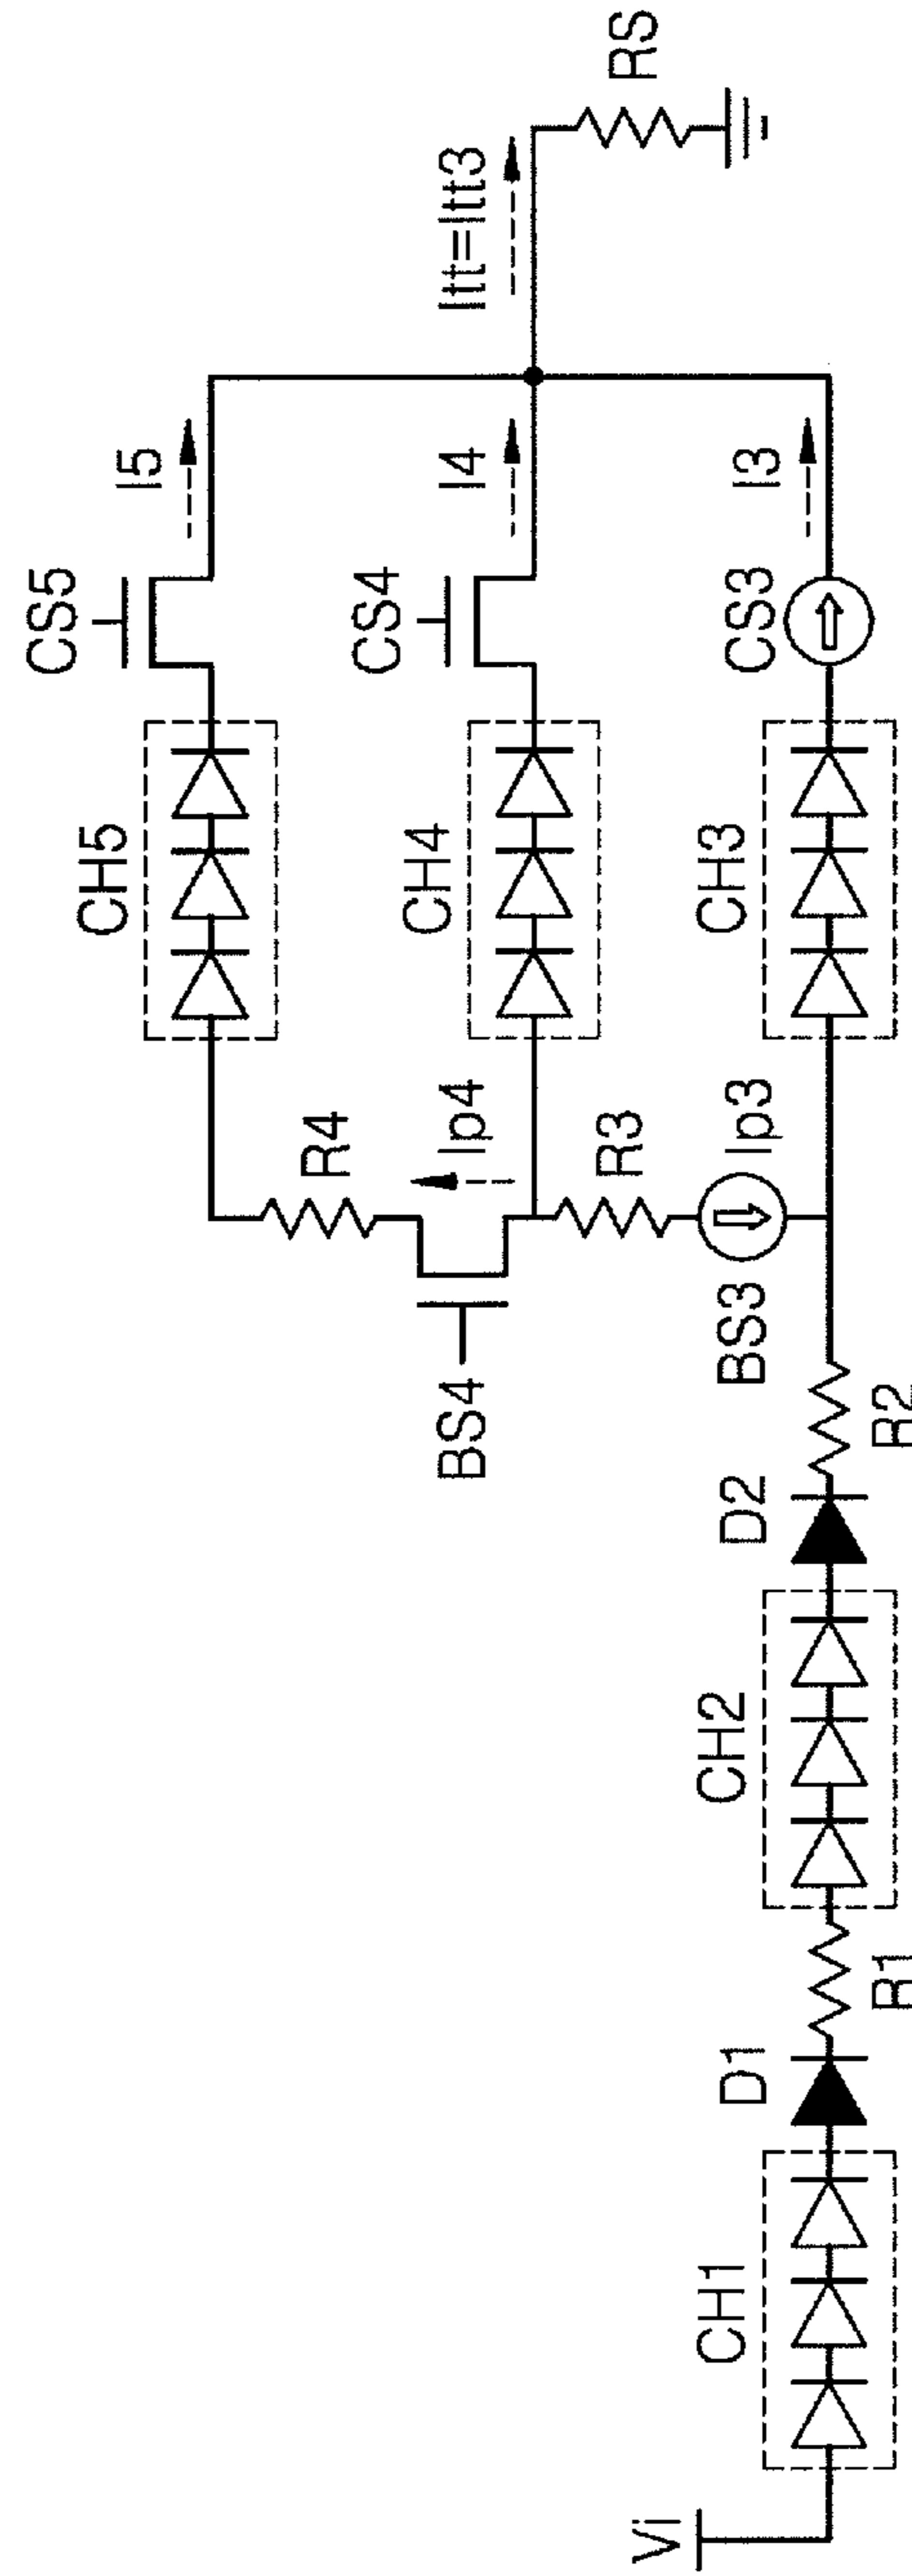 CS5
CH5
I5
R4
CS4
CH4
BS4
Ip4
I4
Itt=Itt3
RS
R3
Vi
CH1
D1
R1
CH2
D2
R2
BS3
Ip3
CH3
CS3
I3